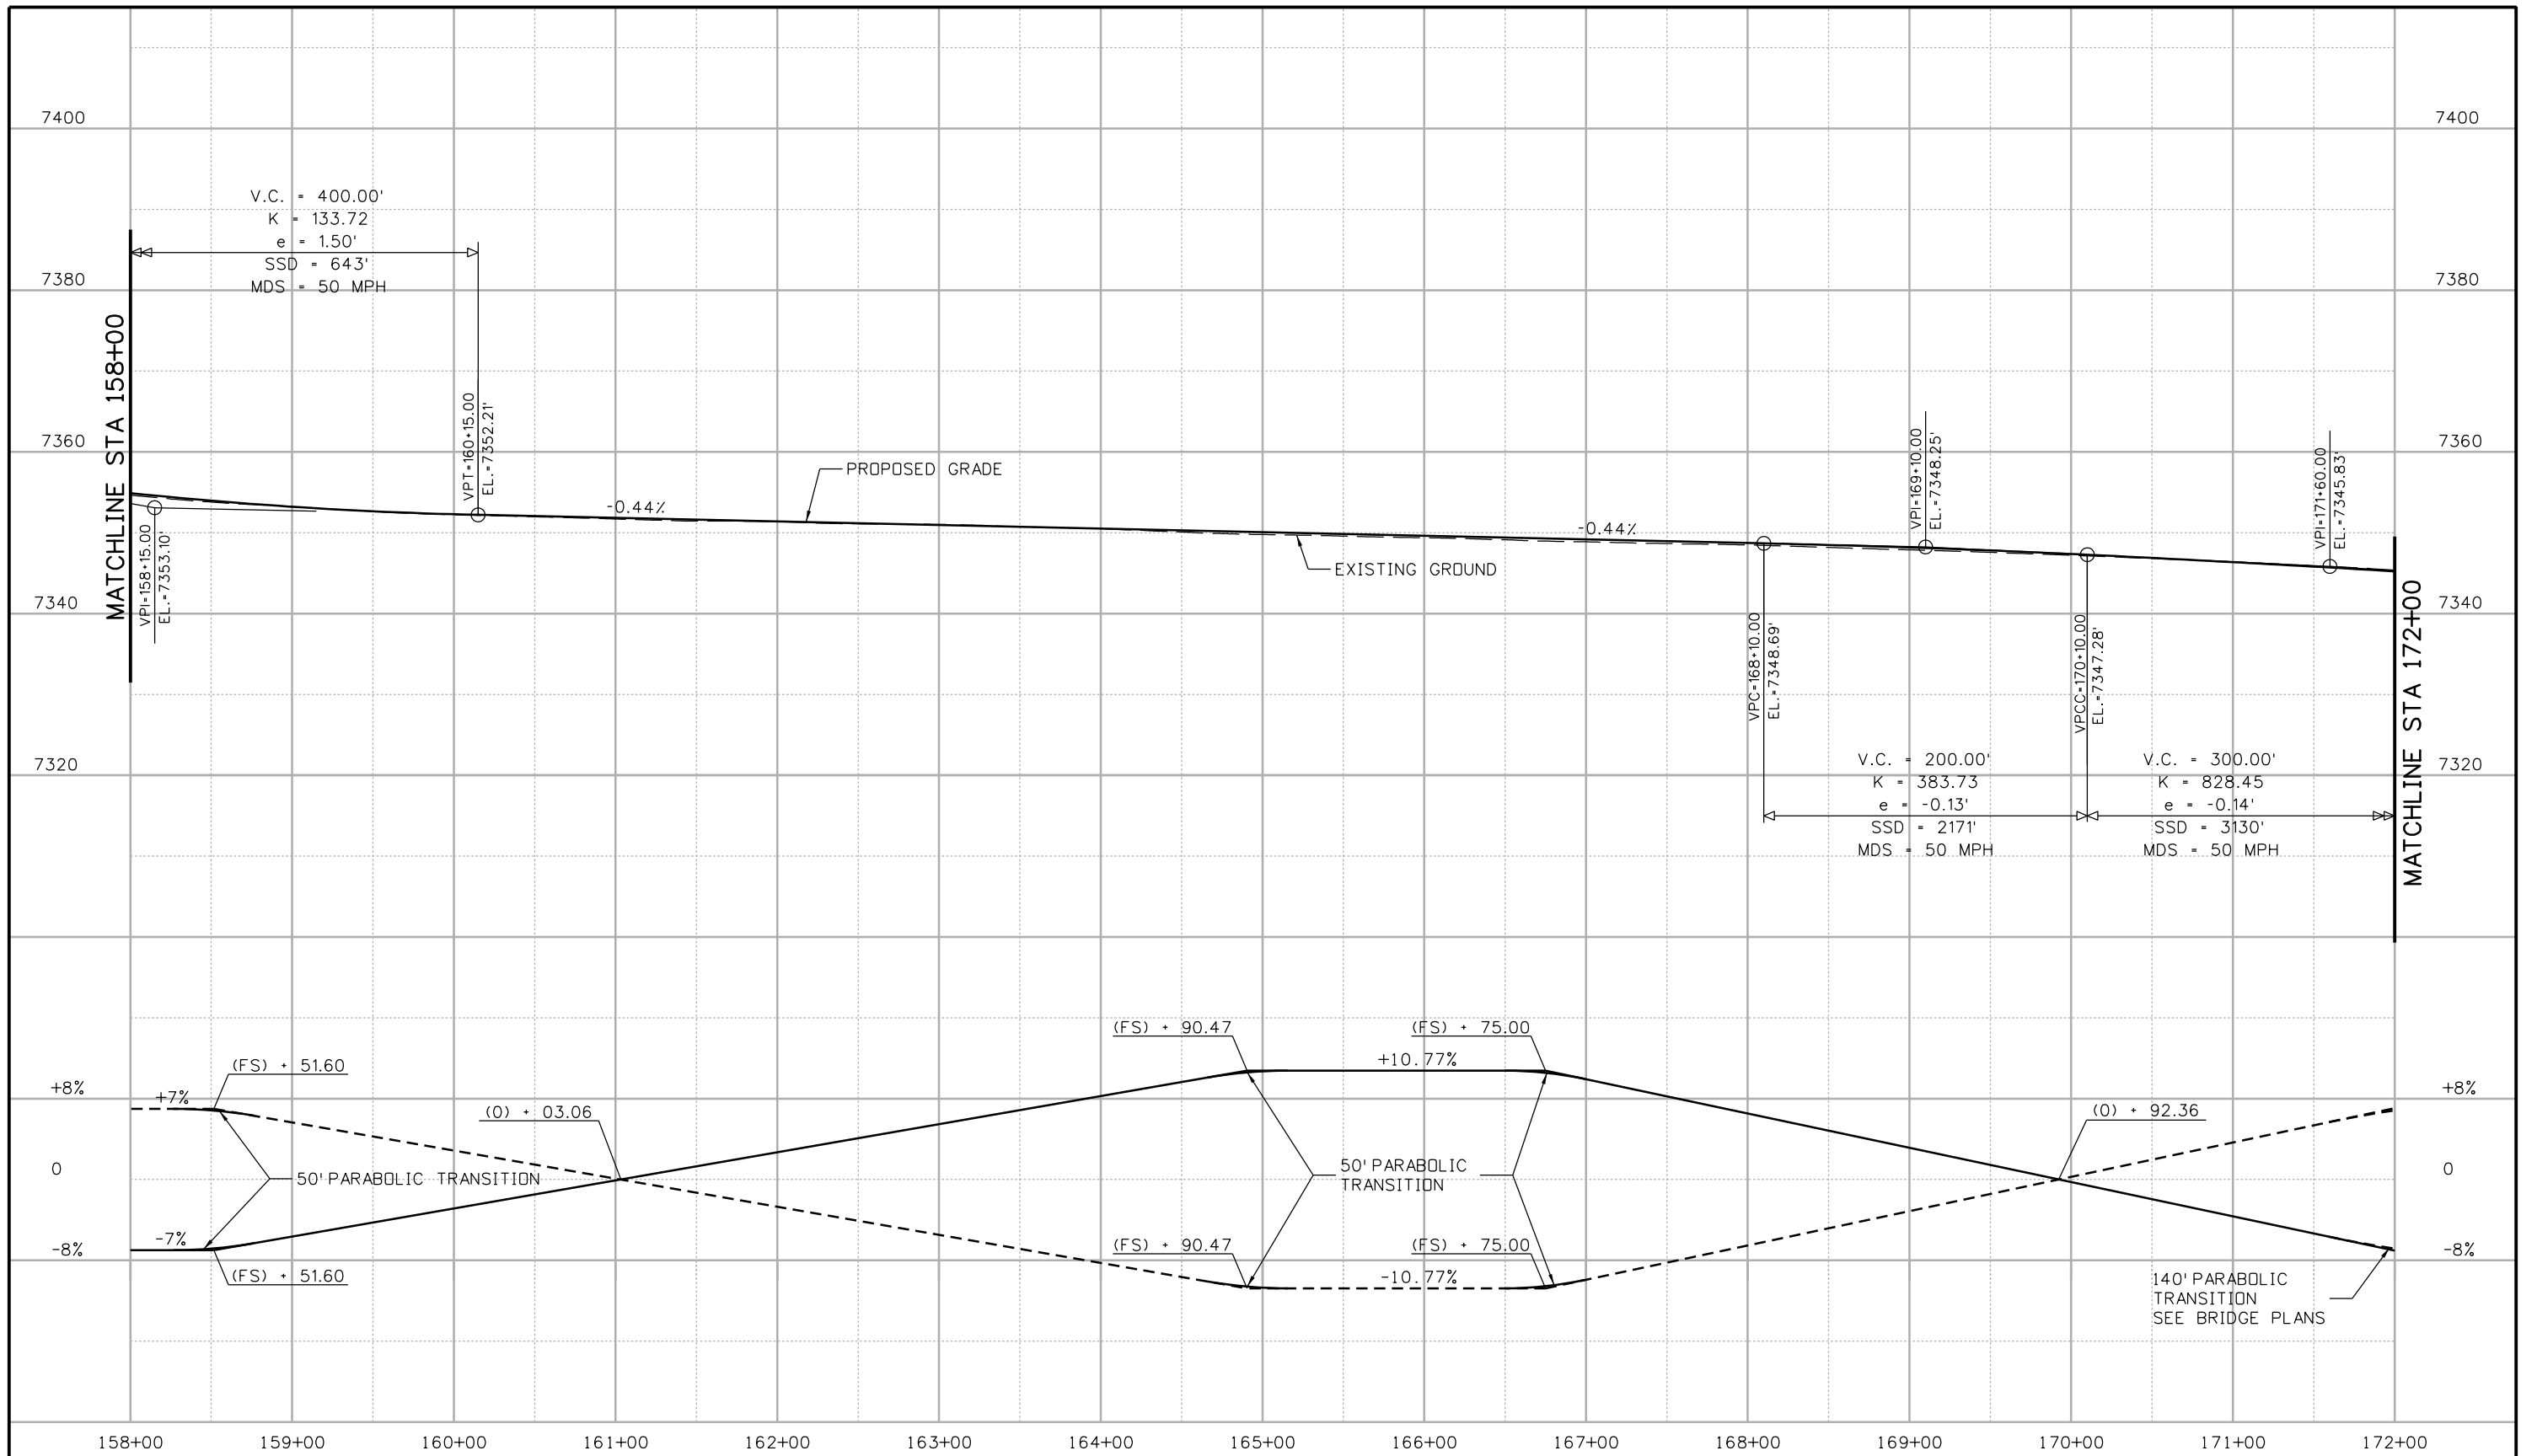 7400
7400
V.C. = 400.00'
K = 133.72
e = 1.50'
SSD = 643'
MDS = 50 MPH
7380
7380
MATCHLINE STA 158+00
VPT=160+15.00
EL.=7352.21'
7360
7360
VPI=169+10.00
EL.=7348.25'
VPI=171+60.00
EL.=7345.83'
PROPOSED GRADE
-0.44%
-0.44%
VPI=158+15.00
EL.=7353.10'
EXISTING GROUND
7340
7340
VPC=168+10.00
EL.=7348.69'
VPCC=170+10.00
EL.=7347.28'
MATCHLINE STA 172+00
7320
7320
V.C. = 200.00'
K = 383.73
e = -0.13'
SSD = 2171'
MDS = 50 MPH
V.C. = 300.00'
K = 828.45
e = -0.14'
SSD = 3130'
MDS = 50 MPH
(FS) + 90.47
(FS) + 75.00
(FS) + 51.60
+10.77%
+8%
+7%
(O) + 03.06
(O) + 92.36
+8%
0
50' PARABOLIC TRANSITION
50' PARABOLIC
TRANSITION
0
-8%
-7%
(FS) + 90.47
(FS) + 75.00
-8%
(FS) + 51.60
-10.77%
140' PARABOLIC
TRANSITION
SEE BRIDGE PLANS
158+00 159+00 160+00 161+00 162+00 163+00 164+00 165+00 166+00 167+00 168+00 169+00 170+00 171+00 172+00